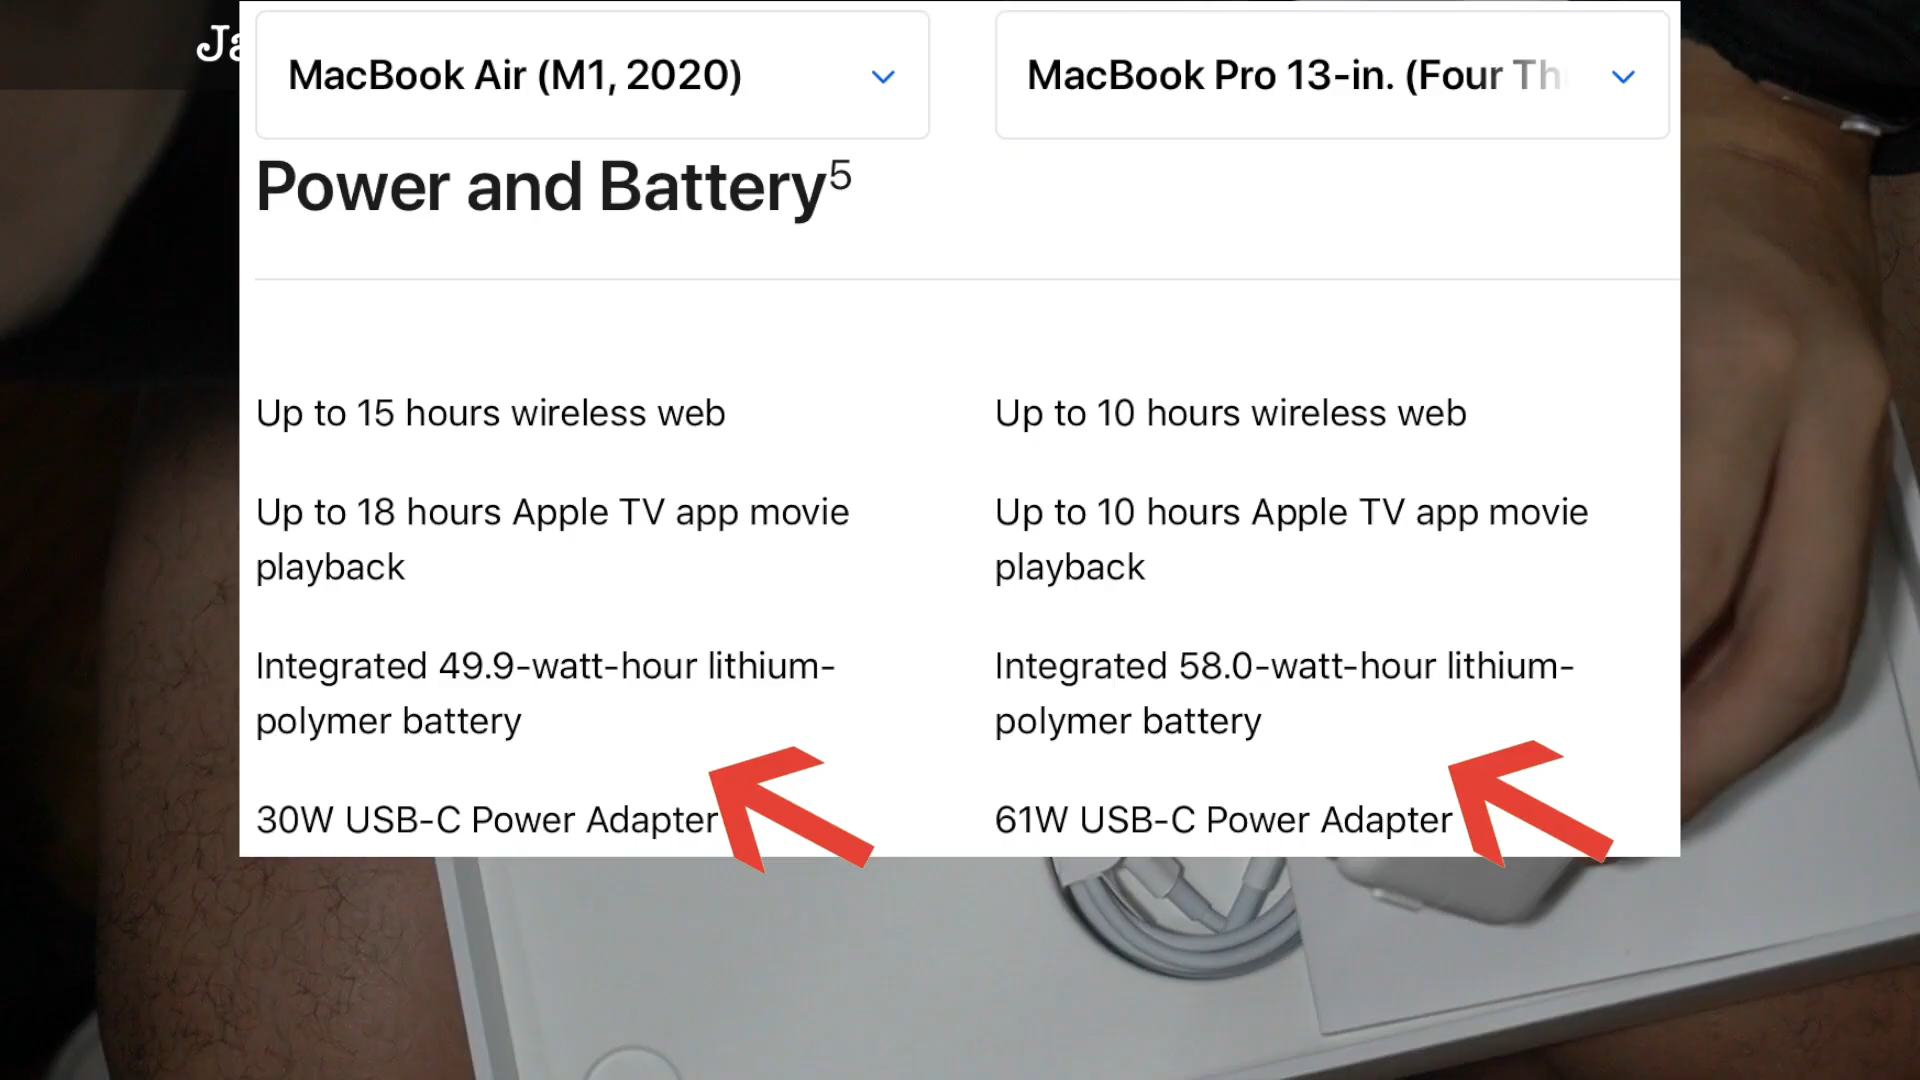 MacBook Air (M1, 2020)
MacBook Pro 13-in. (Four
Power and Battery⁵
Up to 15 hours wireless web
Up to 10 hours wireless web
Up to 18 hours Apple TV app movie
playback
Up to 10 hours Apple TV app movie
playback
Integrated 49.9-watt-hour lithium-
polymer battery
Integrated 58.0-watt-hour lithium-
polymer battery
30W USB-C Power Adapter
61W USB-C Power Adapter